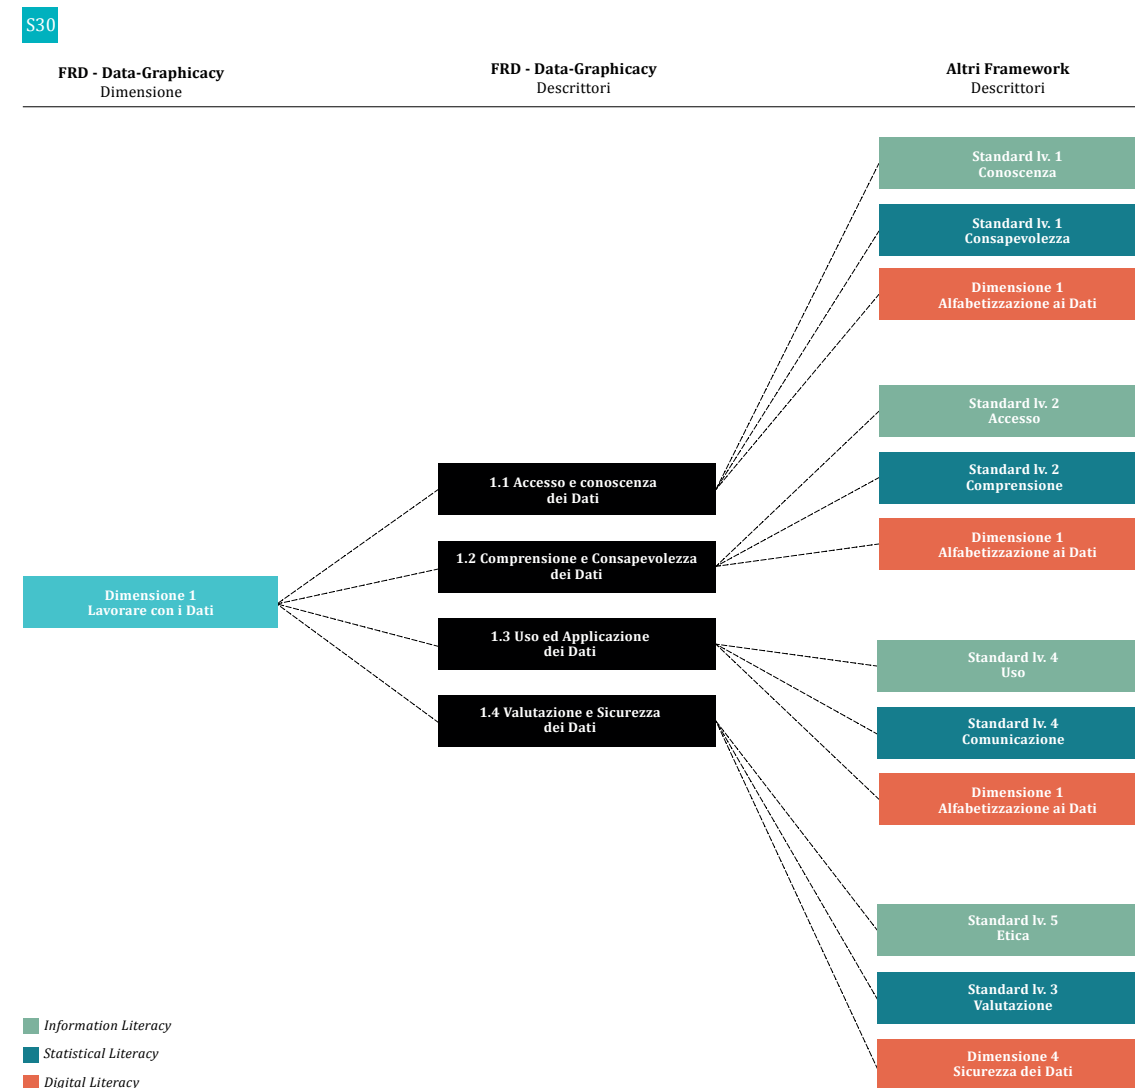 S30
FRD - Data-Graphicacy
Dimensione
FRD - Data-Graphicacy
Descrittori
Altri Framework
Descrittori
Standard lv. 1
Conoscenza
Standard lv. 1
Consapevolezza
Dimensione 1
Alfabetizzazione ai Dati
Standard lv. 2
Accesso
Standard lv. 2
Comprensione
Dimensione 1
Alfabetizzazione ai Dati
1.1 Accesso e conoscenza
dei Dati
1.2 Comprensione e Consapevolezza
dei Dati
Dimensione 1
Lavorare con i Dati
1.3 Uso ed Applicazione
dei Dati
1.4 Valutazione e Sicurezza
dei Dati
Standard lv. 4
Uso
Standard lv. 4
Comunicazione
Dimensione 1
Alfabetizzazione ai Dati
Standard lv. 5
Etica
Standard lv. 3
Valutazione
Dimensione 4
Sicurezza dei Dati
Information Literacy
Statistical Literacy
Digital Literacy